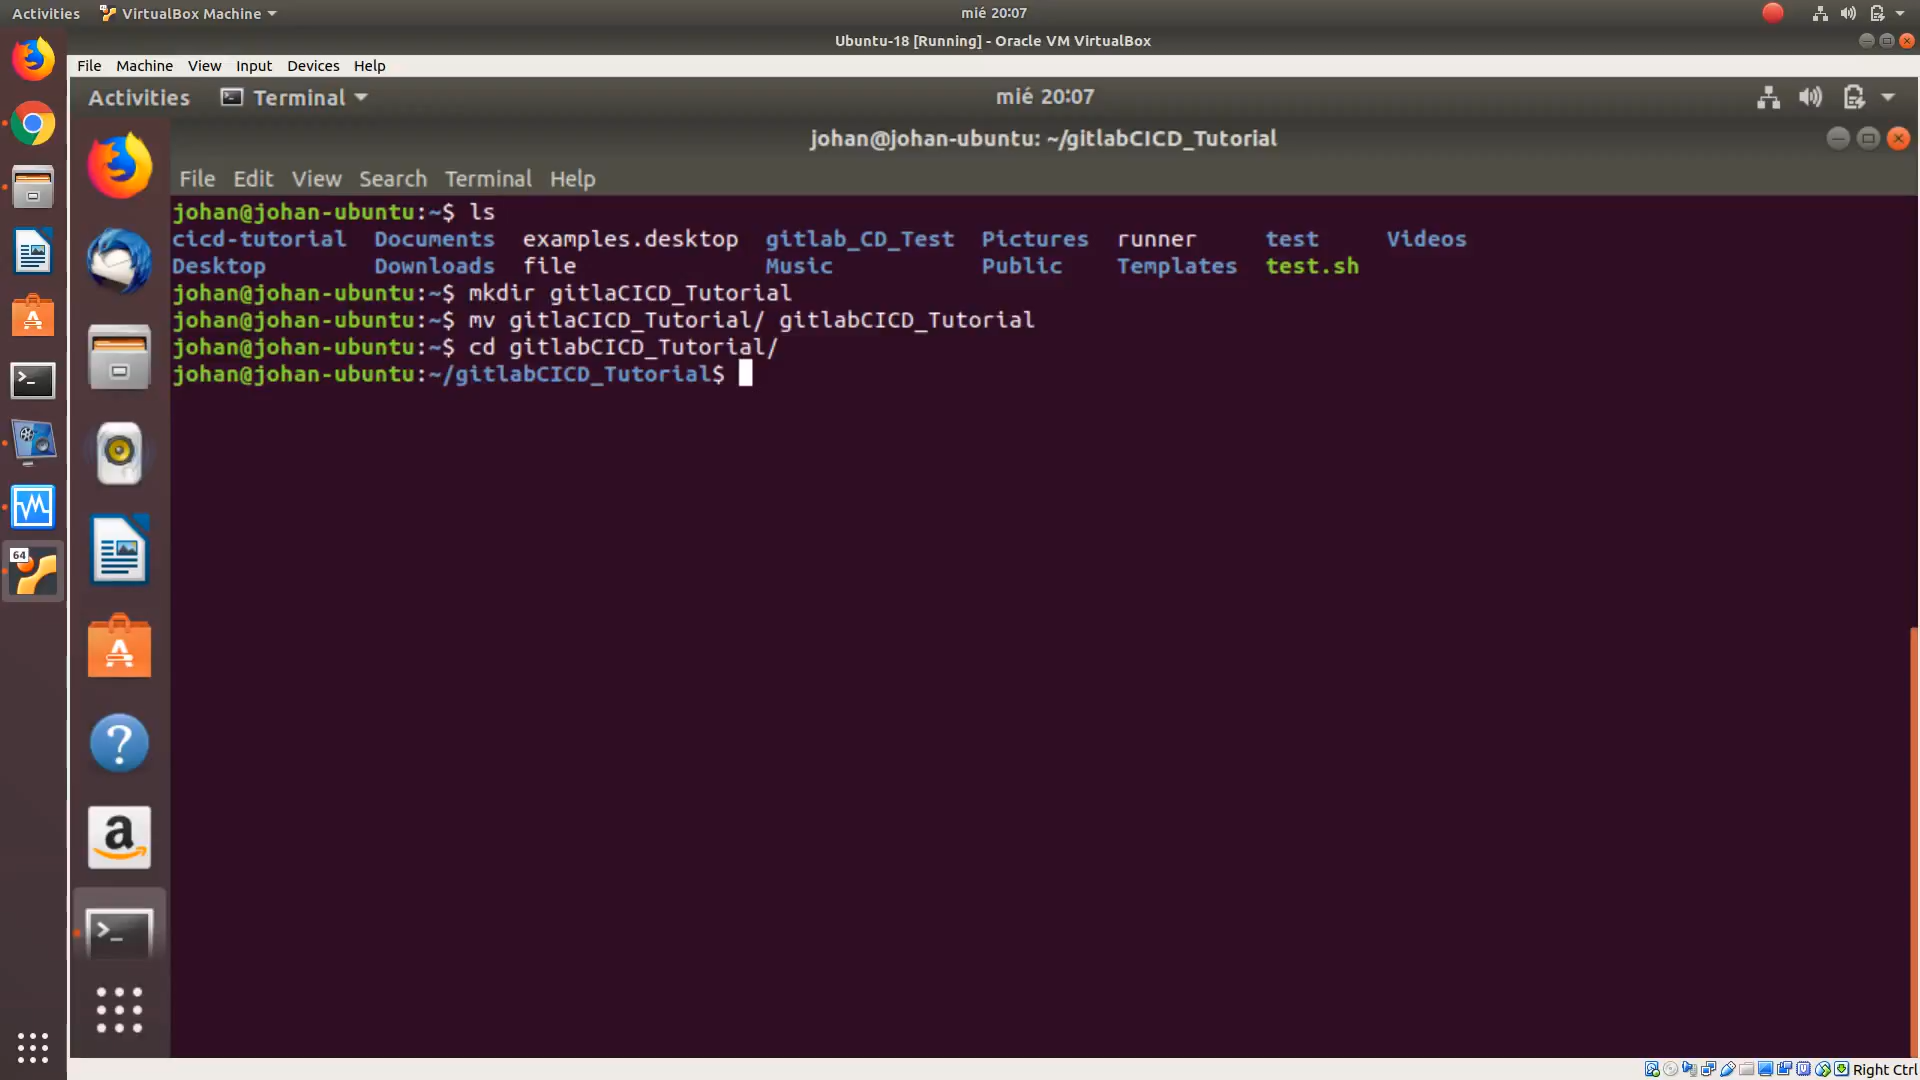 Activities VirtualBox Machine mié 20:07
Ubuntu-18 [Running] - Oracle VM VirtualBox
File Machine View Input Devices Help
Activities Terminal mié 20:07
johan@johan-ubuntu: ~/gitlabCICD_Tutorial
File Edit View Search Terminal Help
johan@johan-ubuntu:~$ ls
cicd-tutorial Documents examples.desktop gitlab_CD_Test Pictures runner test Videos
Desktop Downloads file Music Public Templates test.sh
johan@johan-ubuntu:~$ mkdir gitlaCICD_Tutorial
johan@johan-ubuntu:~$ mv gitlaCICD_Tutorial/ gitlabCICD_Tutorial
johan@johan-ubuntu:~$ cd gitlabCICD_Tutorial/
johan@johan-ubuntu:~/gitlabCICD_Tutorial$
64
Right Ctrl